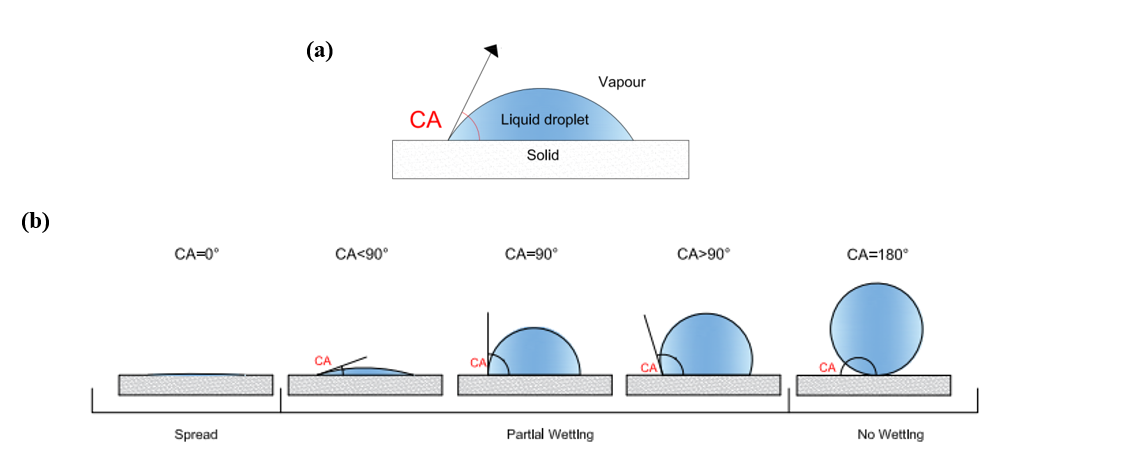 (a)
Vapour
CA
Liquid droplet
Solid
(b)
CA=0° CA<90° CA=90° CA>90° CA=180°
CA CA CA CA
Spread Partial Wetting No Wetting